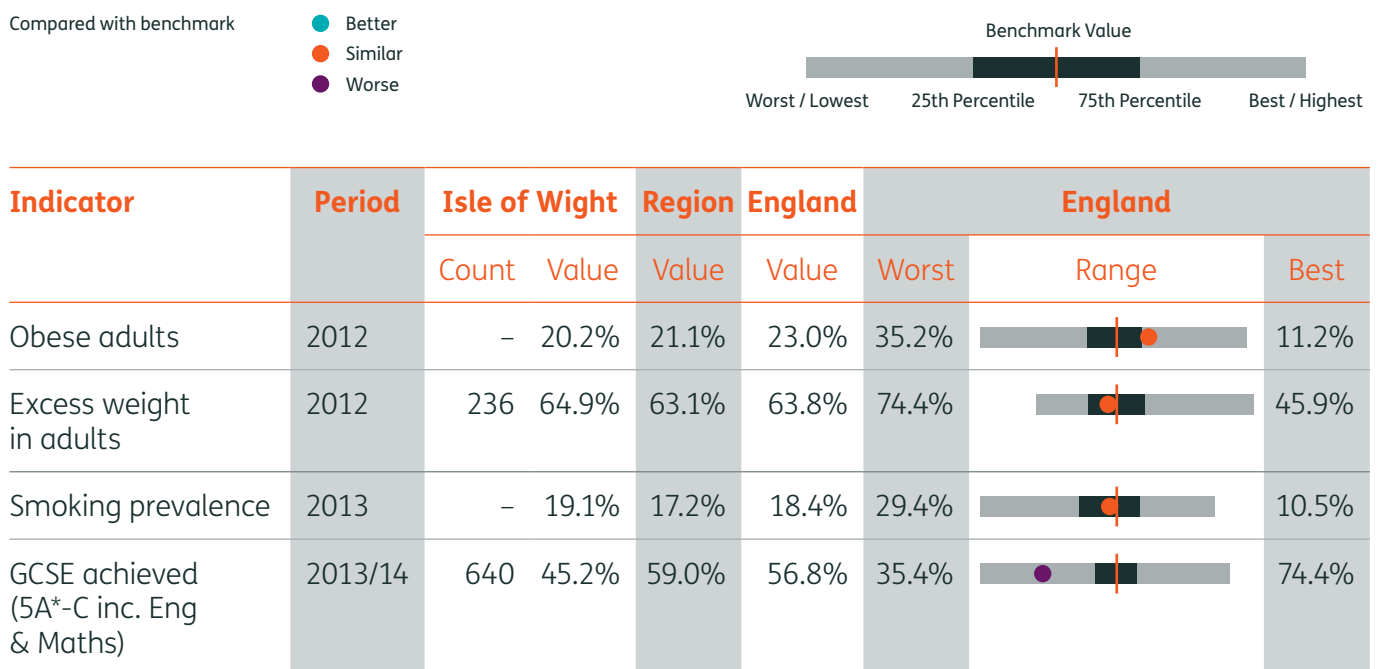 Compared with benchmark
Better
Similar
Worse
Benchmark Value
Worst / Lowest 25th Percentile 75th Percentile Best / Highest
Indicator Period Isle of Wight Region England England
Count Value Value Value Worst Range Best
Obese adults 2012 – 20.2% 21.1% 23.0% 35.2% 11.2%
Excess weight 2012 236 64.9% 63.1% 63.8% 74.4% 45.9%
in adults
Smoking prevalence 2013 – 19.1% 17.2% 18.4% 29.4% 10.5%
GCSE achieved 2013/14 640 45.2% 59.0% 56.8% 35.4% 74.4%
(5A*-C inc. Eng
& Maths)